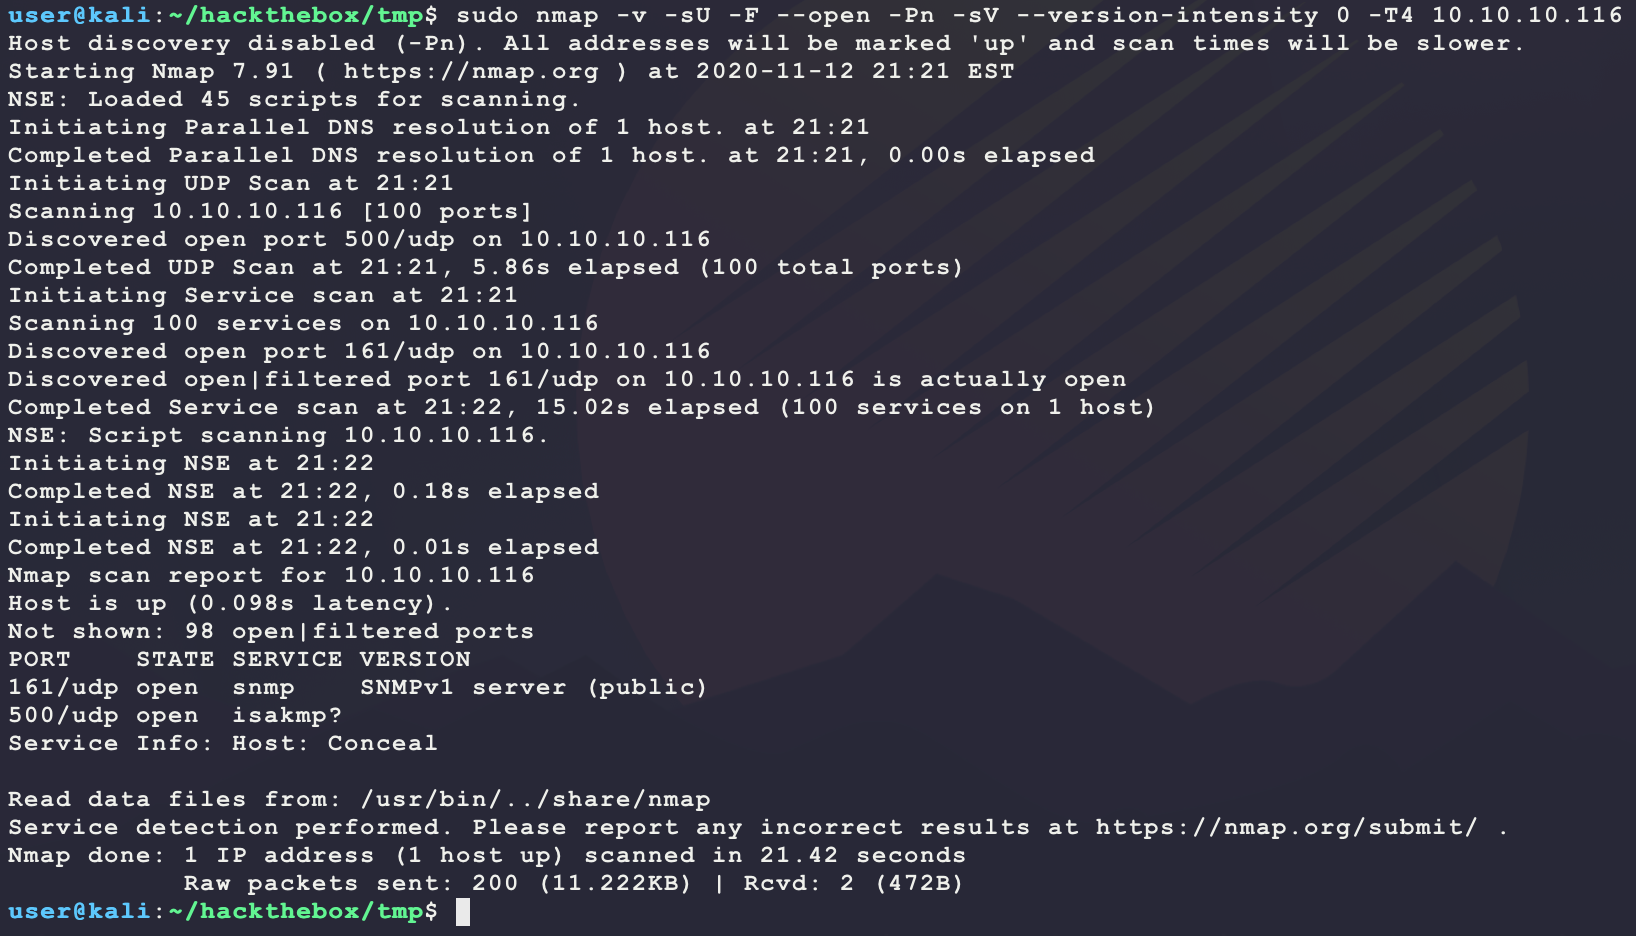 user@kali:~/hackthebox/tmp$ sudo nmap -v -sU -F --open -Pn -sV --version-intensity 0 -T4 10.10.10.116
Host discovery disabled (-Pn). All addresses will be marked 'up' and scan times will be slower.
Starting Nmap 7.91 ( https://nmap.org ) at 2020-11-12 21:21 EST
NSE: Loaded 45 scripts for scanning.
Initiating Parallel DNS resolution of 1 host. at 21:21
Completed Parallel DNS resolution of 1 host. at 21:21, 0.00s elapsed
Initiating UDP Scan at 21:21
Scanning 10.10.10.116 [100 ports]
Discovered open port 500/udp on 10.10.10.116
Completed UDP Scan at 21:21, 5.86s elapsed (100 total ports)
Initiating Service scan at 21:21
Scanning 100 services on 10.10.10.116
Discovered open port 161/udp on 10.10.10.116
Discovered open|filtered port 161/udp on 10.10.10.116 is actually open
Completed Service scan at 21:22, 15.02s elapsed (100 services on 1 host)
NSE: Script scanning 10.10.10.116.
Initiating NSE at 21:22
Completed NSE at 21:22, 0.18s elapsed
Initiating NSE at 21:22
Completed NSE at 21:22, 0.01s elapsed
Nmap scan report for 10.10.10.116
Host is up (0.098s latency).
Not shown: 98 open|filtered ports
PORT    STATE SERVICE VERSION
161/udp open  snmp    SNMPv1 server (public)
500/udp open  isakmp?
Service Info: Host: Conceal

Read data files from: /usr/bin/../share/nmap
Service detection performed. Please report any incorrect results at https://nmap.org/submit/ .
Nmap done: 1 IP address (1 host up) scanned in 21.42 seconds
           Raw packets sent: 200 (11.222KB) | Rcvd: 2 (472B)
user@kali:~/hackthebox/tmp$